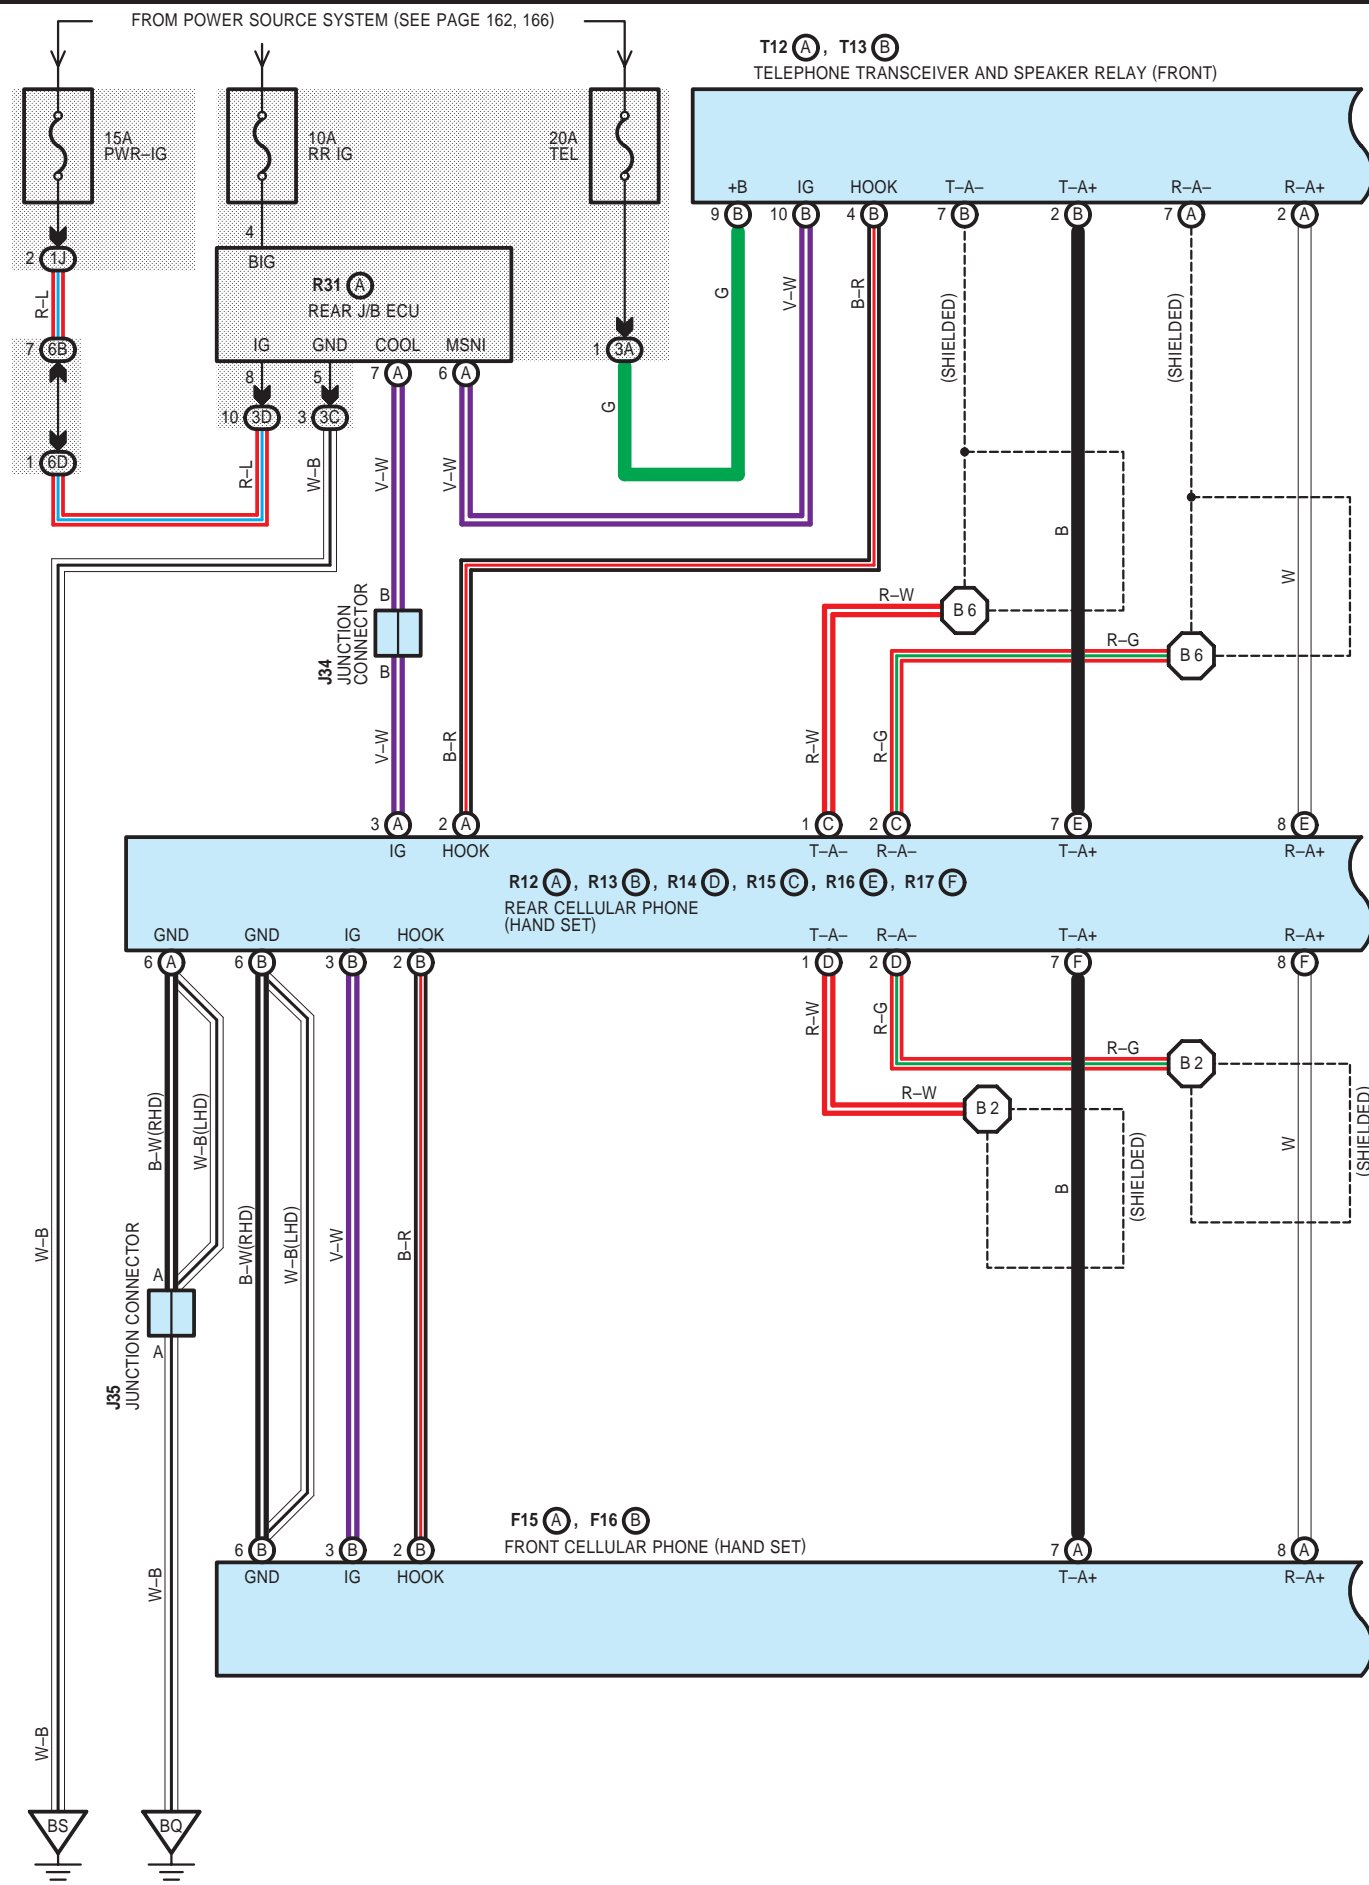 FROM POWER SOURCE SYSTEM (SEE PAGE 162, 166)
T12 A, T13 B
TELEPHONE TRANSCEIVER AND SPEAKER RELAY (FRONT)
15A
PWR–IG
10A
RR IG
20A
TEL
+B IG HOOK T–A– T–A+ R–A– R–A+
9 B 10 B 4 B 7 B 2 B 7 A 2 A
4
BIG
2 1J
R31 A
REAR J/B ECU
R–L
G
V–W
B–R
(SHIELDED)
(SHIELDED)
IG GND COOL MSNI
7 6B
1 3A
8 5 7 A 6 A
10 3D 3 3C
G
1 6D
R–L
W–B
V–W
V–W
B
W
B
R–W
B 6
J34
JUNCTION
CONNECTOR
R–G
B 6
B
V–W
B–R
R–W
R–G
3 A 2 A 1 C 2 C 7 E 8 E
IG HOOK T–A– R–A– T–A+ R–A+
R12 A, R13 B, R14 D, R15 C, R16 E, R17 F
REAR CELLULAR PHONE
(HAND SET)
GND GND IG HOOK T–A– R–A– T–A+ R–A+
6 A 6 B 3 B 2 B 1 D 2 D 7 F 8 F
R–W
R–G
R–G
B 2
R–W
B 2
B–W(RHD)
W–B(LHD)
(SHIELDED)
W
(SHIELDED)
B
W–B
B–W(RHD)
W–B(LHD)
V–W
B–R
A
J35
JUNCTION CONNECTOR
A
F15 A, F16 B
FRONT CELLULAR PHONE (HAND SET)
6 B 3 B 2 B 7 A 8 A
GND IG HOOK T–A+ R–A+
W–B
W–B
BS BQ